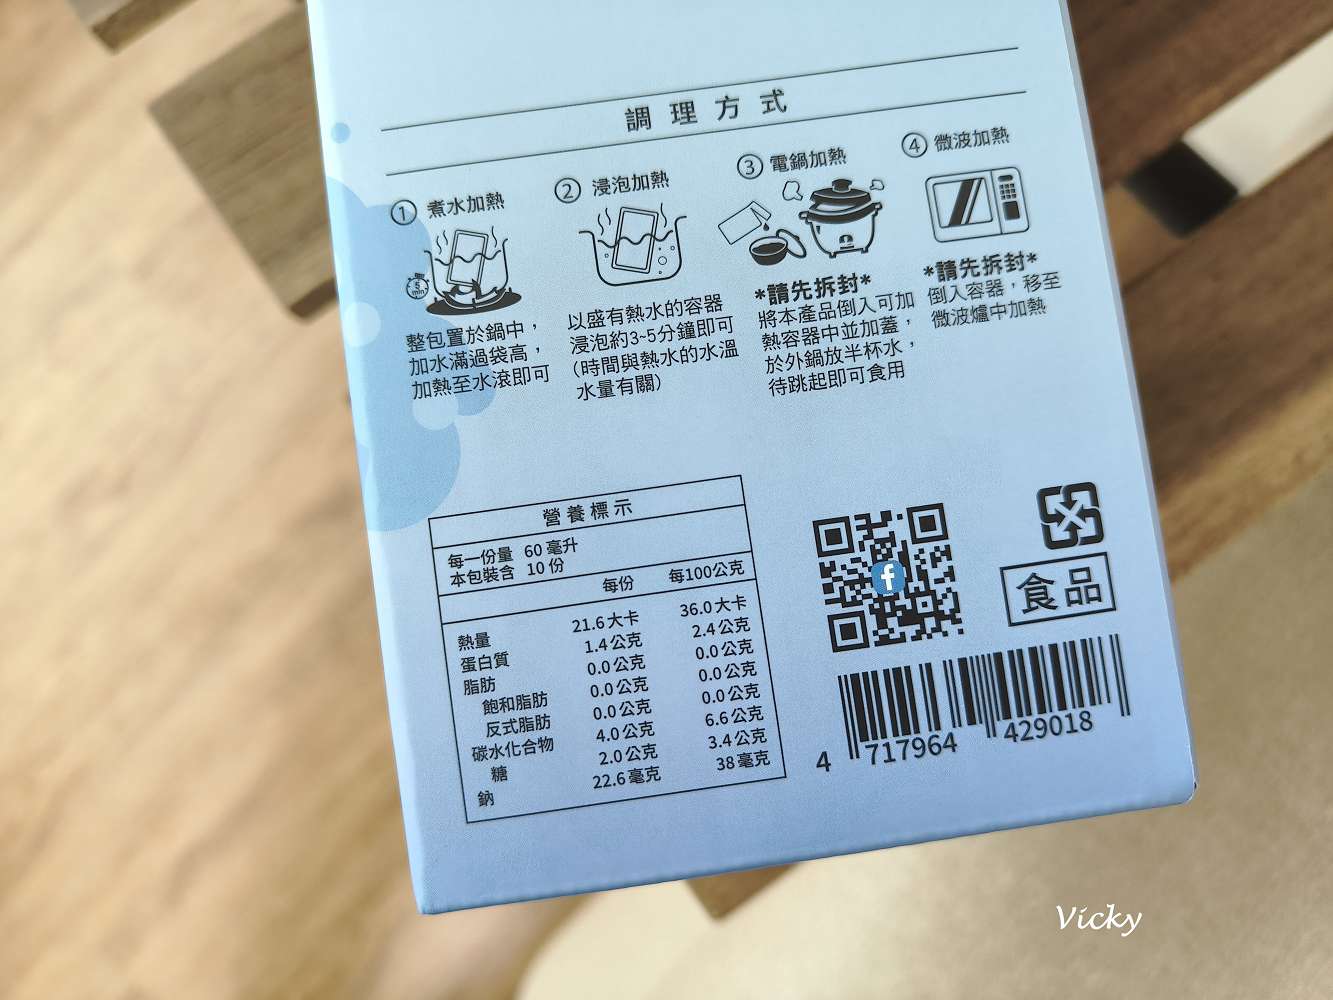 調理方式
① 煮水加熱
5 min
整包置於鍋中，
加水滿過袋高，
加熱至水滾即可
② 浸泡加熱
以盛有熱水的容器
浸泡約3~5分鐘即可
（時間與熱水的水溫
水量有關）
③ 電鍋加熱
*請先拆封*
將本產品倒入可加
熱容器中並加蓋，
於外鍋放半杯水，
待跳起即可食用
④ 微波加熱
*請先拆封*
倒入容器，移至
微波爐中加熱
營養標示
每一份量 60 毫升
本包裝含 10 份
每份 每100公克
熱量 21.6大卡 36.0大卡
蛋白質 1.4公克 2.4公克
脂肪 0.0公克 0.0公克
飽和脂肪 0.0公克 0.0公克
反式脂肪 0.0公克 0.0公克
碳水化合物 4.0公克 6.6公克
糖 2.0公克 3.4公克
鈉 22.6毫克 38毫克
f
食品
4 717964 429018
Vicky